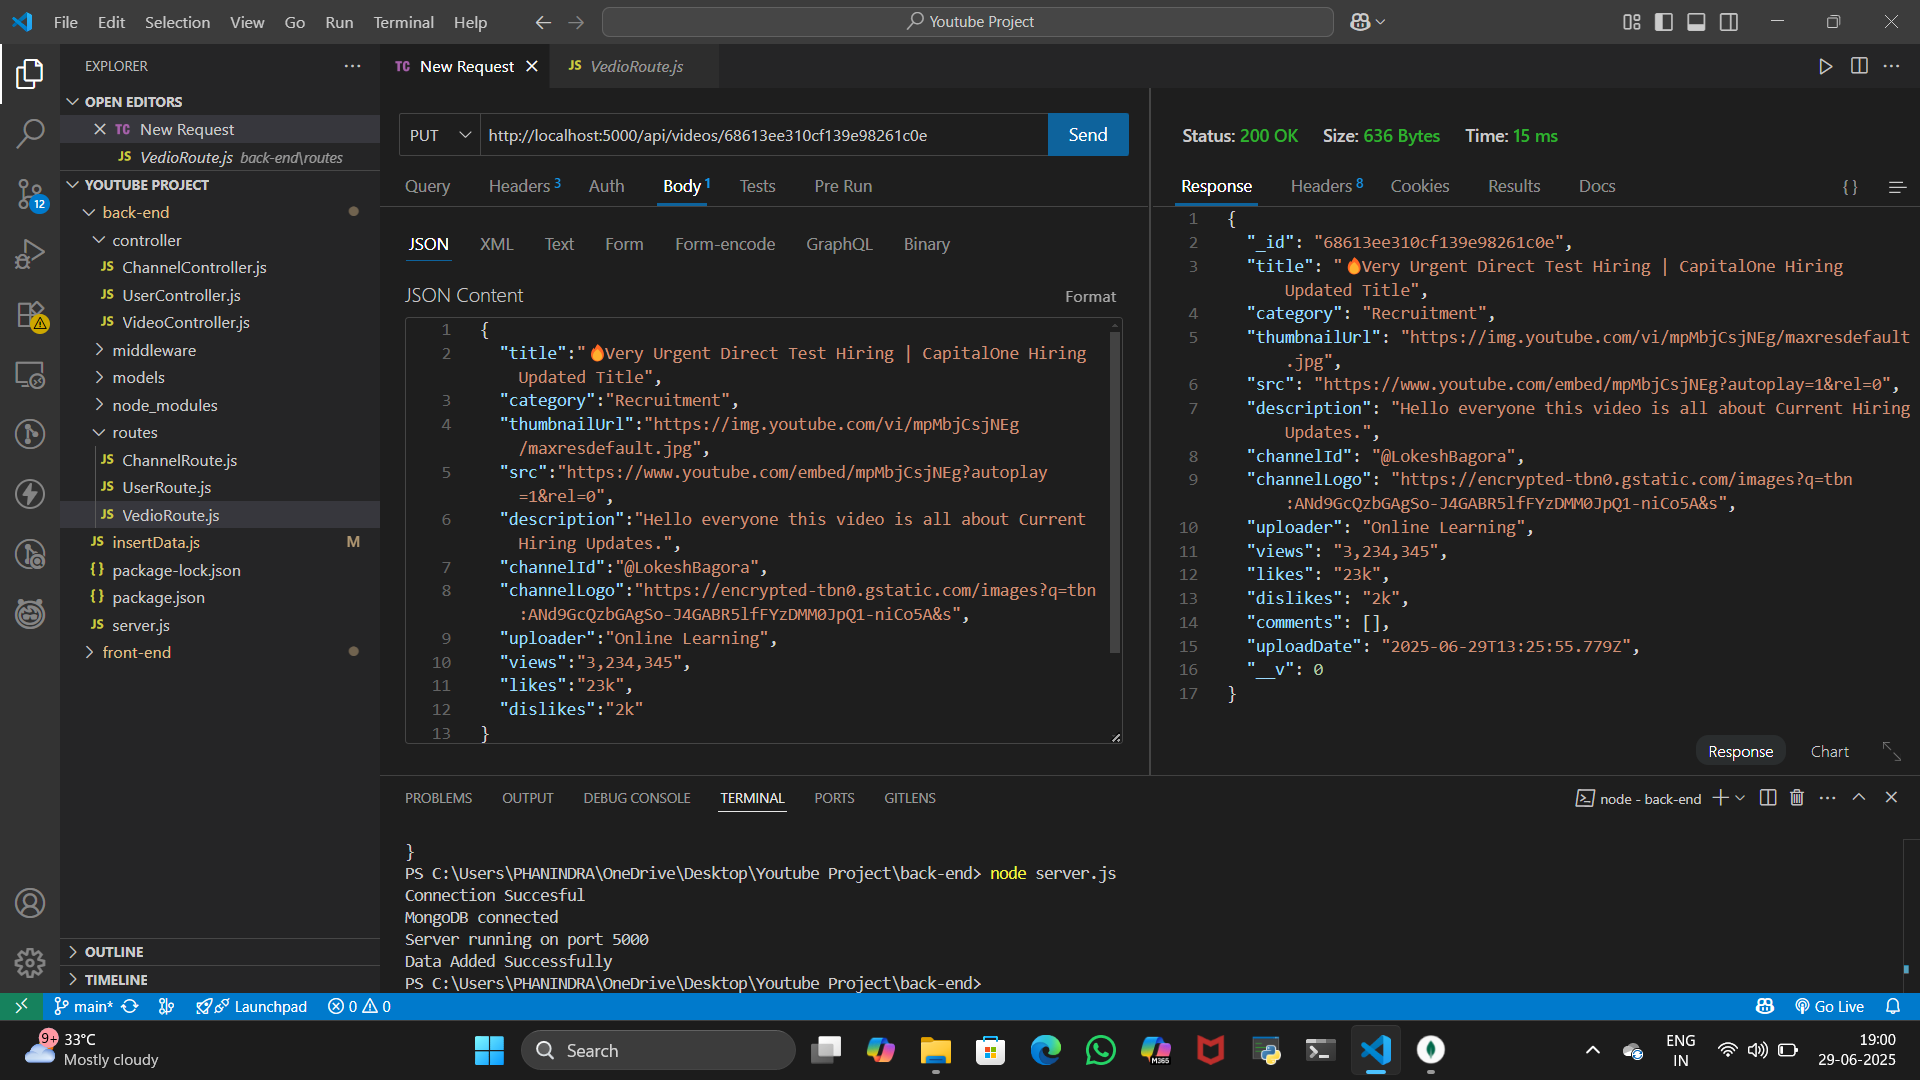 File Edit Selection View Go Run Terminal Help
Youtube Project
EXPLORER
OPEN EDITORS
TC New Request
JS VedioRoute.js back-end\routes
YOUTUBE PROJECT
back-end
controller
JS ChannelController.js
JS UserController.js
JS VideoController.js
middleware
models
node_modules
routes
JS ChannelRoute.js
JS UserRoute.js
JS VedioRoute.js
JS insertData.js M
{} package-lock.json
{} package.json
JS server.js
front-end
OUTLINE
TIMELINE
12
TC New Request
JS VedioRoute.js
PUT http://localhost:5000/api/videos/68613ee310cf139e98261c0e Send
Query Headers 3 Auth Body 1 Tests Pre Run
JSON XML Text Form Form-encode GraphQL Binary
JSON Content Format
1 {
2 "title":"🔥Very Urgent Direct Test Hiring | CapitalOne Hiring
Updated Title",
3 "category":"Recruitment",
4 "thumbnailUrl":"https://img.youtube.com/vi/mpMbjCsjNEg
/maxresdefault.jpg",
5 "src":"https://www.youtube.com/embed/mpMbjCsjNEg?autoplay
=1&rel=0",
6 "description":"Hello everyone this video is all about Current
Hiring Updates.",
7 "channelId":"@LokeshBagora",
8 "channelLogo":"https://encrypted-tbn0.gstatic.com/images?q=tbn
:ANd9GcQzbGAgSo-J4GABR5lfFYzDMM0JpQ1-niCo5A&s",
9 "uploader":"Online Learning",
10 "views":"3,234,345",
11 "likes":"23k",
12 "dislikes":"2k"
13 }
Status: 200 OK Size: 636 Bytes Time: 15 ms
Response Headers 8 Cookies Results Docs {}
1 {
2 "_id": "68613ee310cf139e98261c0e",
3 "title": "🔥Very Urgent Direct Test Hiring | CapitalOne Hiring
Updated Title",
4 "category": "Recruitment",
5 "thumbnailUrl": "https://img.youtube.com/vi/mpMbjCsjNEg/maxresdefault
.jpg",
6 "src": "https://www.youtube.com/embed/mpMbjCsjNEg?autoplay=1&rel=0",
7 "description": "Hello everyone this video is all about Current Hiring
Updates.",
8 "channelId": "@LokeshBagora",
9 "channelLogo": "https://encrypted-tbn0.gstatic.com/images?q=tbn
:ANd9GcQzbGAgSo-J4GABR5lfFYzDMM0JpQ1-niCo5A&s",
10 "uploader": "Online Learning",
11 "views": "3,234,345",
12 "likes": "23k",
13 "dislikes": "2k",
14 "comments": [],
15 "uploadDate": "2025-06-29T13:25:55.779Z",
16 "__v": 0
17 }
Response Chart
PROBLEMS OUTPUT DEBUG CONSOLE TERMINAL PORTS GITLENS
node - back-end
}
PS C:\Users\PHANINDRA\OneDrive\Desktop\Youtube Project\back-end> node server.js
Connection Succesful
MongoDB connected
Server running on port 5000
Data Added Successfully
PS C:\Users\PHANINDRA\OneDrive\Desktop\Youtube Project\back-end>
main* Launchpad 0 0 Go Live
9+ 33°C
Mostly cloudy
Search
M365
ENG
IN
19:00
29-06-2025